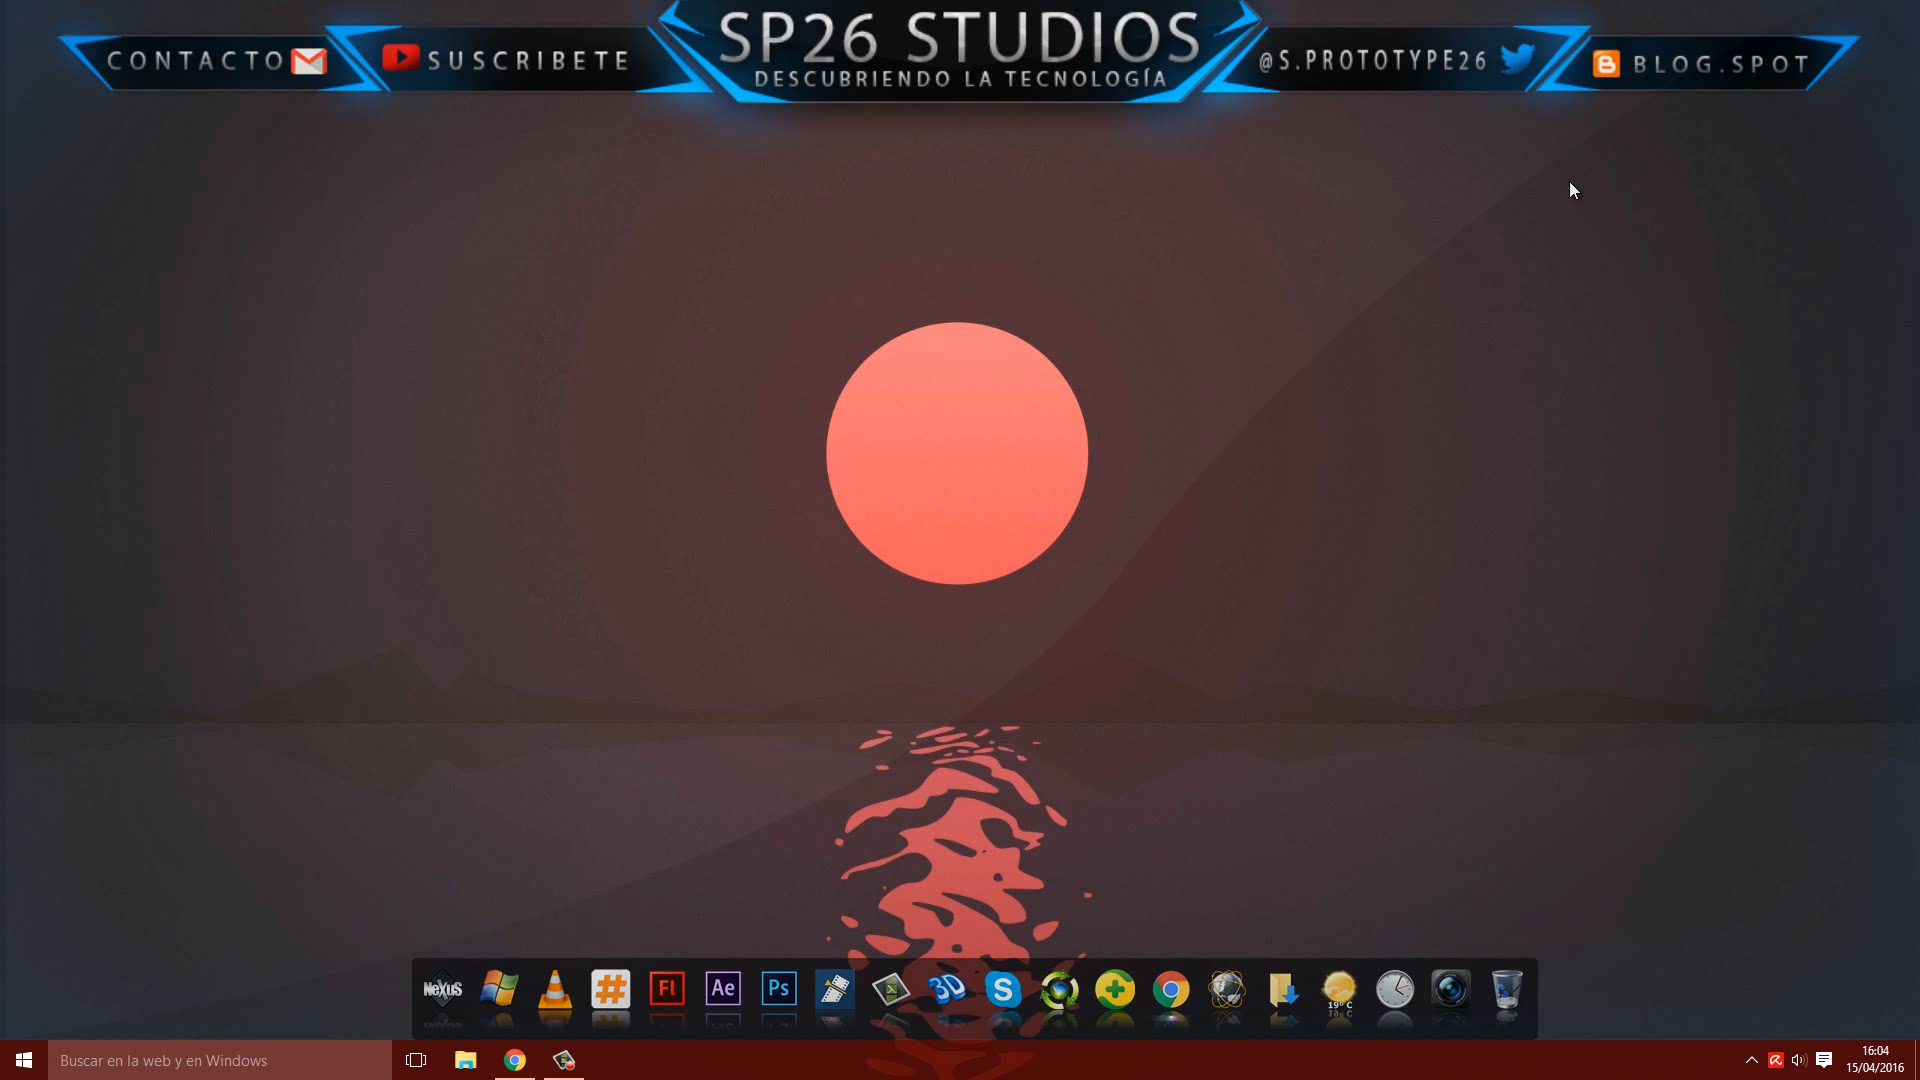 SP26 STUDIOS
DESCUBRIENDO LA TECNOLOGÍA
CONTACTO
SUSCRIBETE
@S.PROTOTYPE26
BLOG.SPOT
NeXuS
Fl
Ae
Ps
3D
19° C
Buscar en la web y en Windows
16:04
15/04/2016